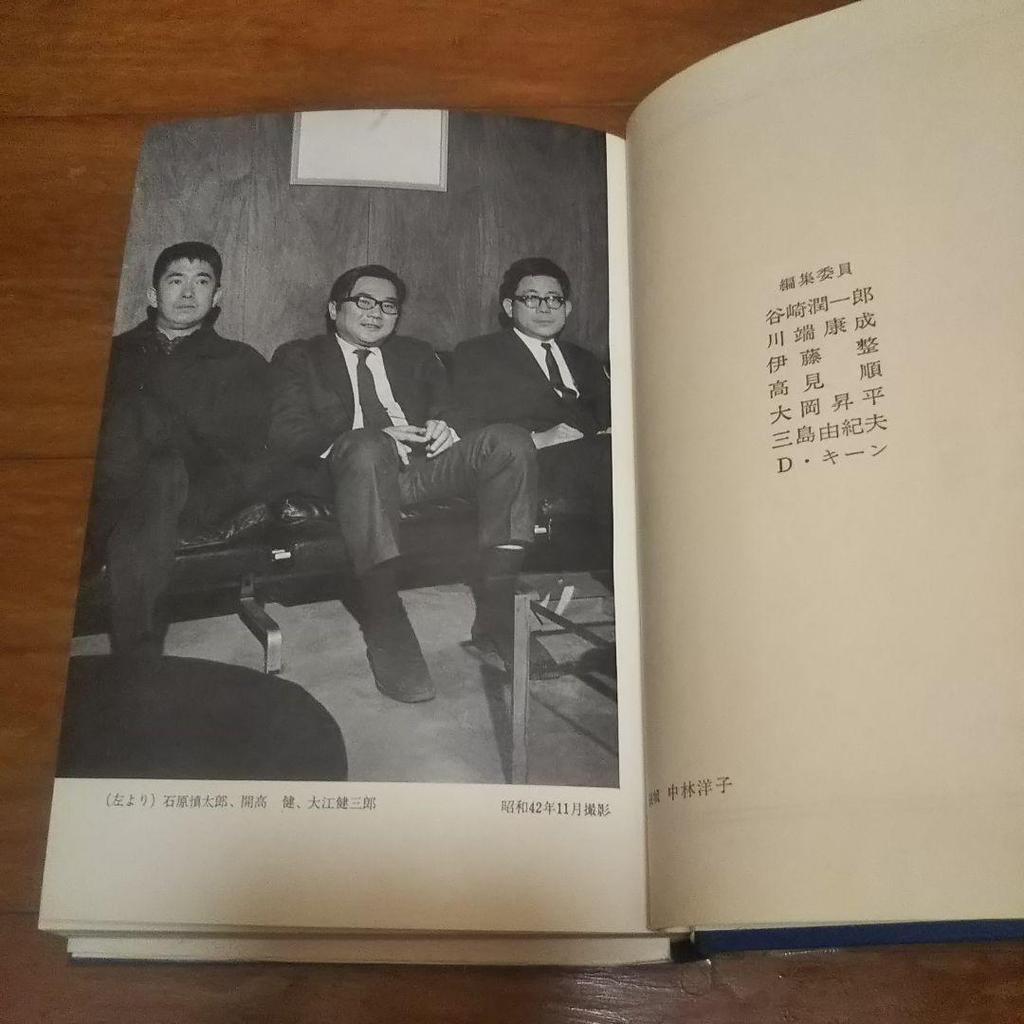 (左より) 石原慎太郎、開高 健、大江健三郎
昭和42年11月撮影
編集委員
谷崎潤一郎
川端康成
伊藤 整
高見 順
大岡昇平
三島由紀夫
D・キーン
中林洋子